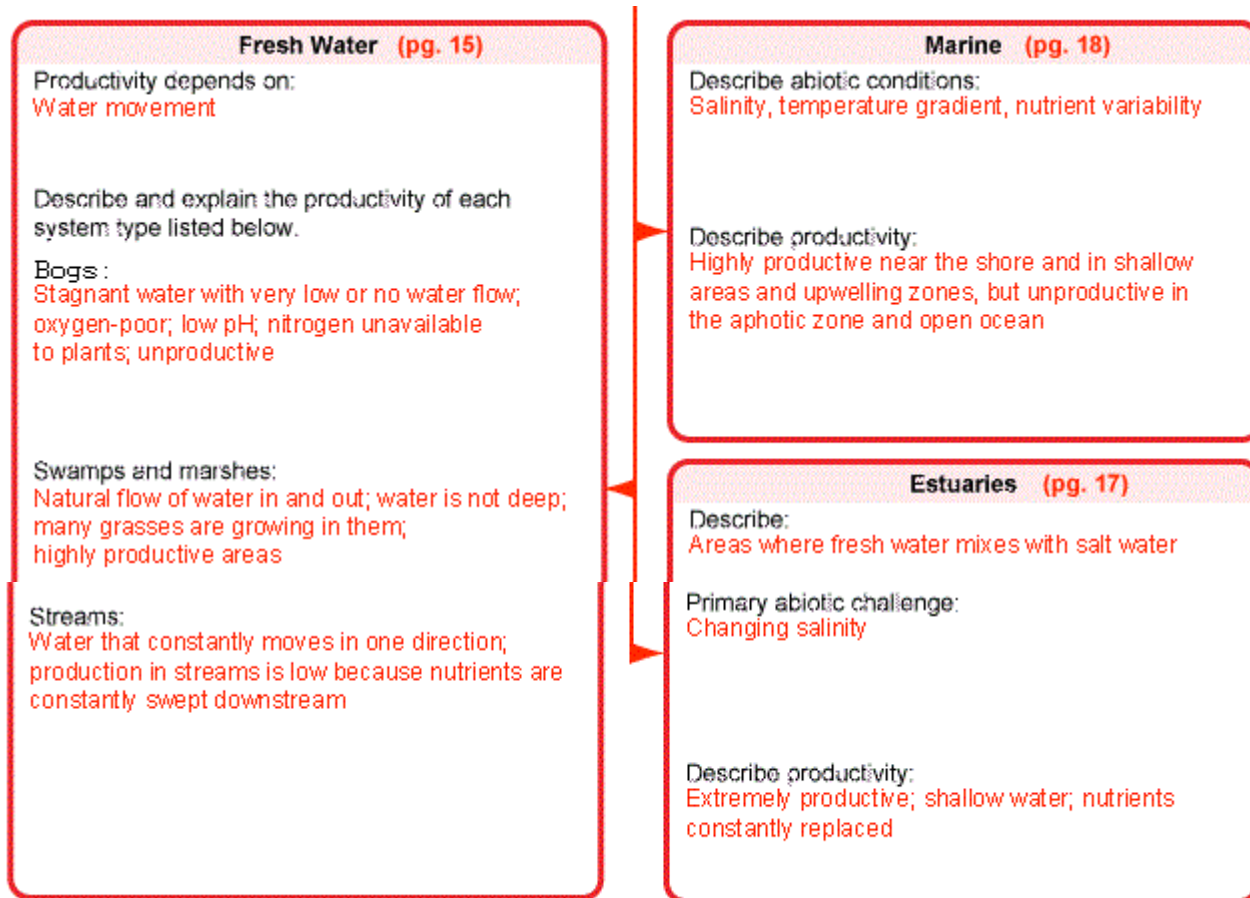 Fresh Water (pg. 15)
Productivity depends on:
Water movement
Describe and explain the productivity of each
system type listed below.
Bogs:
Stagnant water with very low or no water flow;
oxygen-poor; low pH; nitrogen unavailable
to plants; unproductive
Swamps and marshes:
Natural flow of water in and out; water is not deep;
many grasses are growing in them;
highly productive areas
Streams:
Water that constantly moves in one direction;
production in streams is low because nutrients are
constantly swept downstream
Marine (pg. 18)
Describe abiotic conditions:
Salinity, temperature gradient, nutrient variability
Describe productivity:
Highly productive near the shore and in shallow
areas and upwelling zones, but unproductive in
the aphotic zone and open ocean
Estuaries (pg. 17)
Describe:
Areas where fresh water mixes with salt water
Primary abiotic challenge:
Changing salinity
Describe productivity:
Extremely productive; shallow water; nutrients
constantly replaced